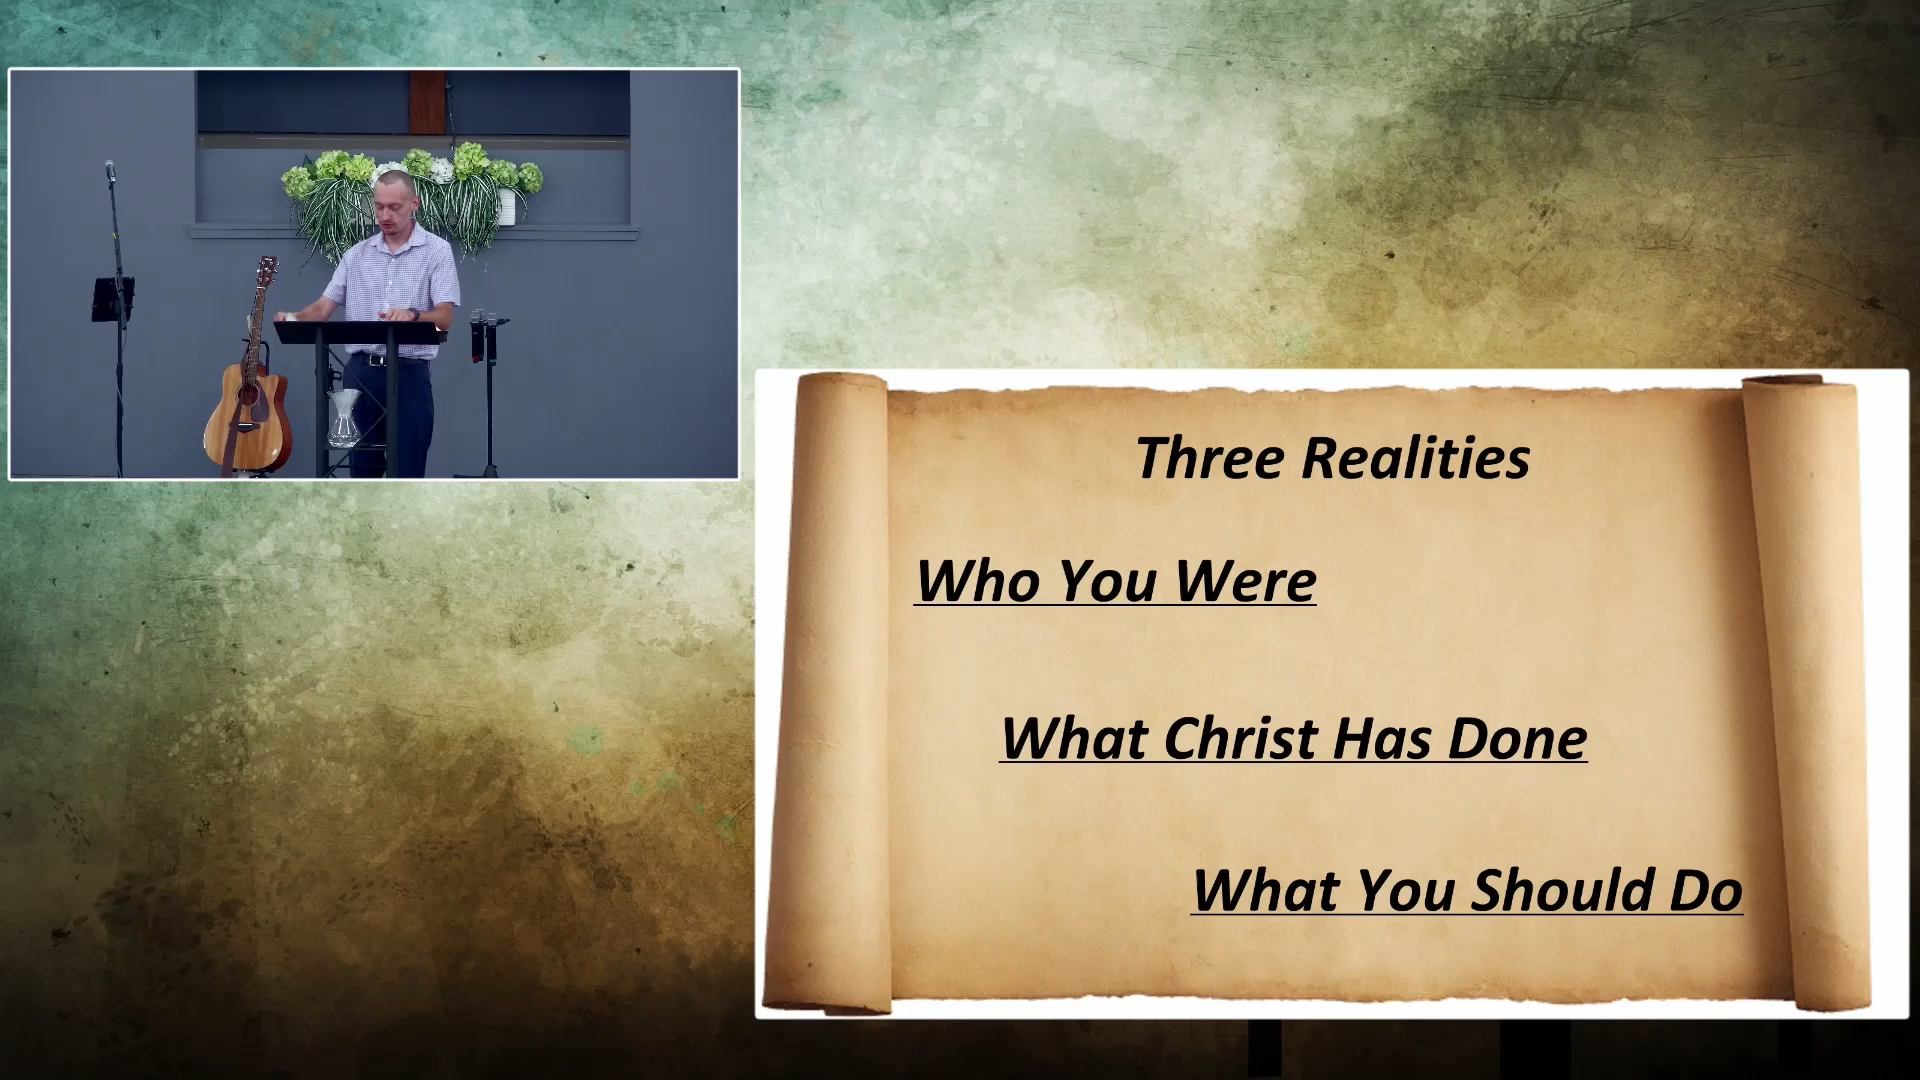 Three Realities
Who You Were
What Christ Has Done
What You Should Do